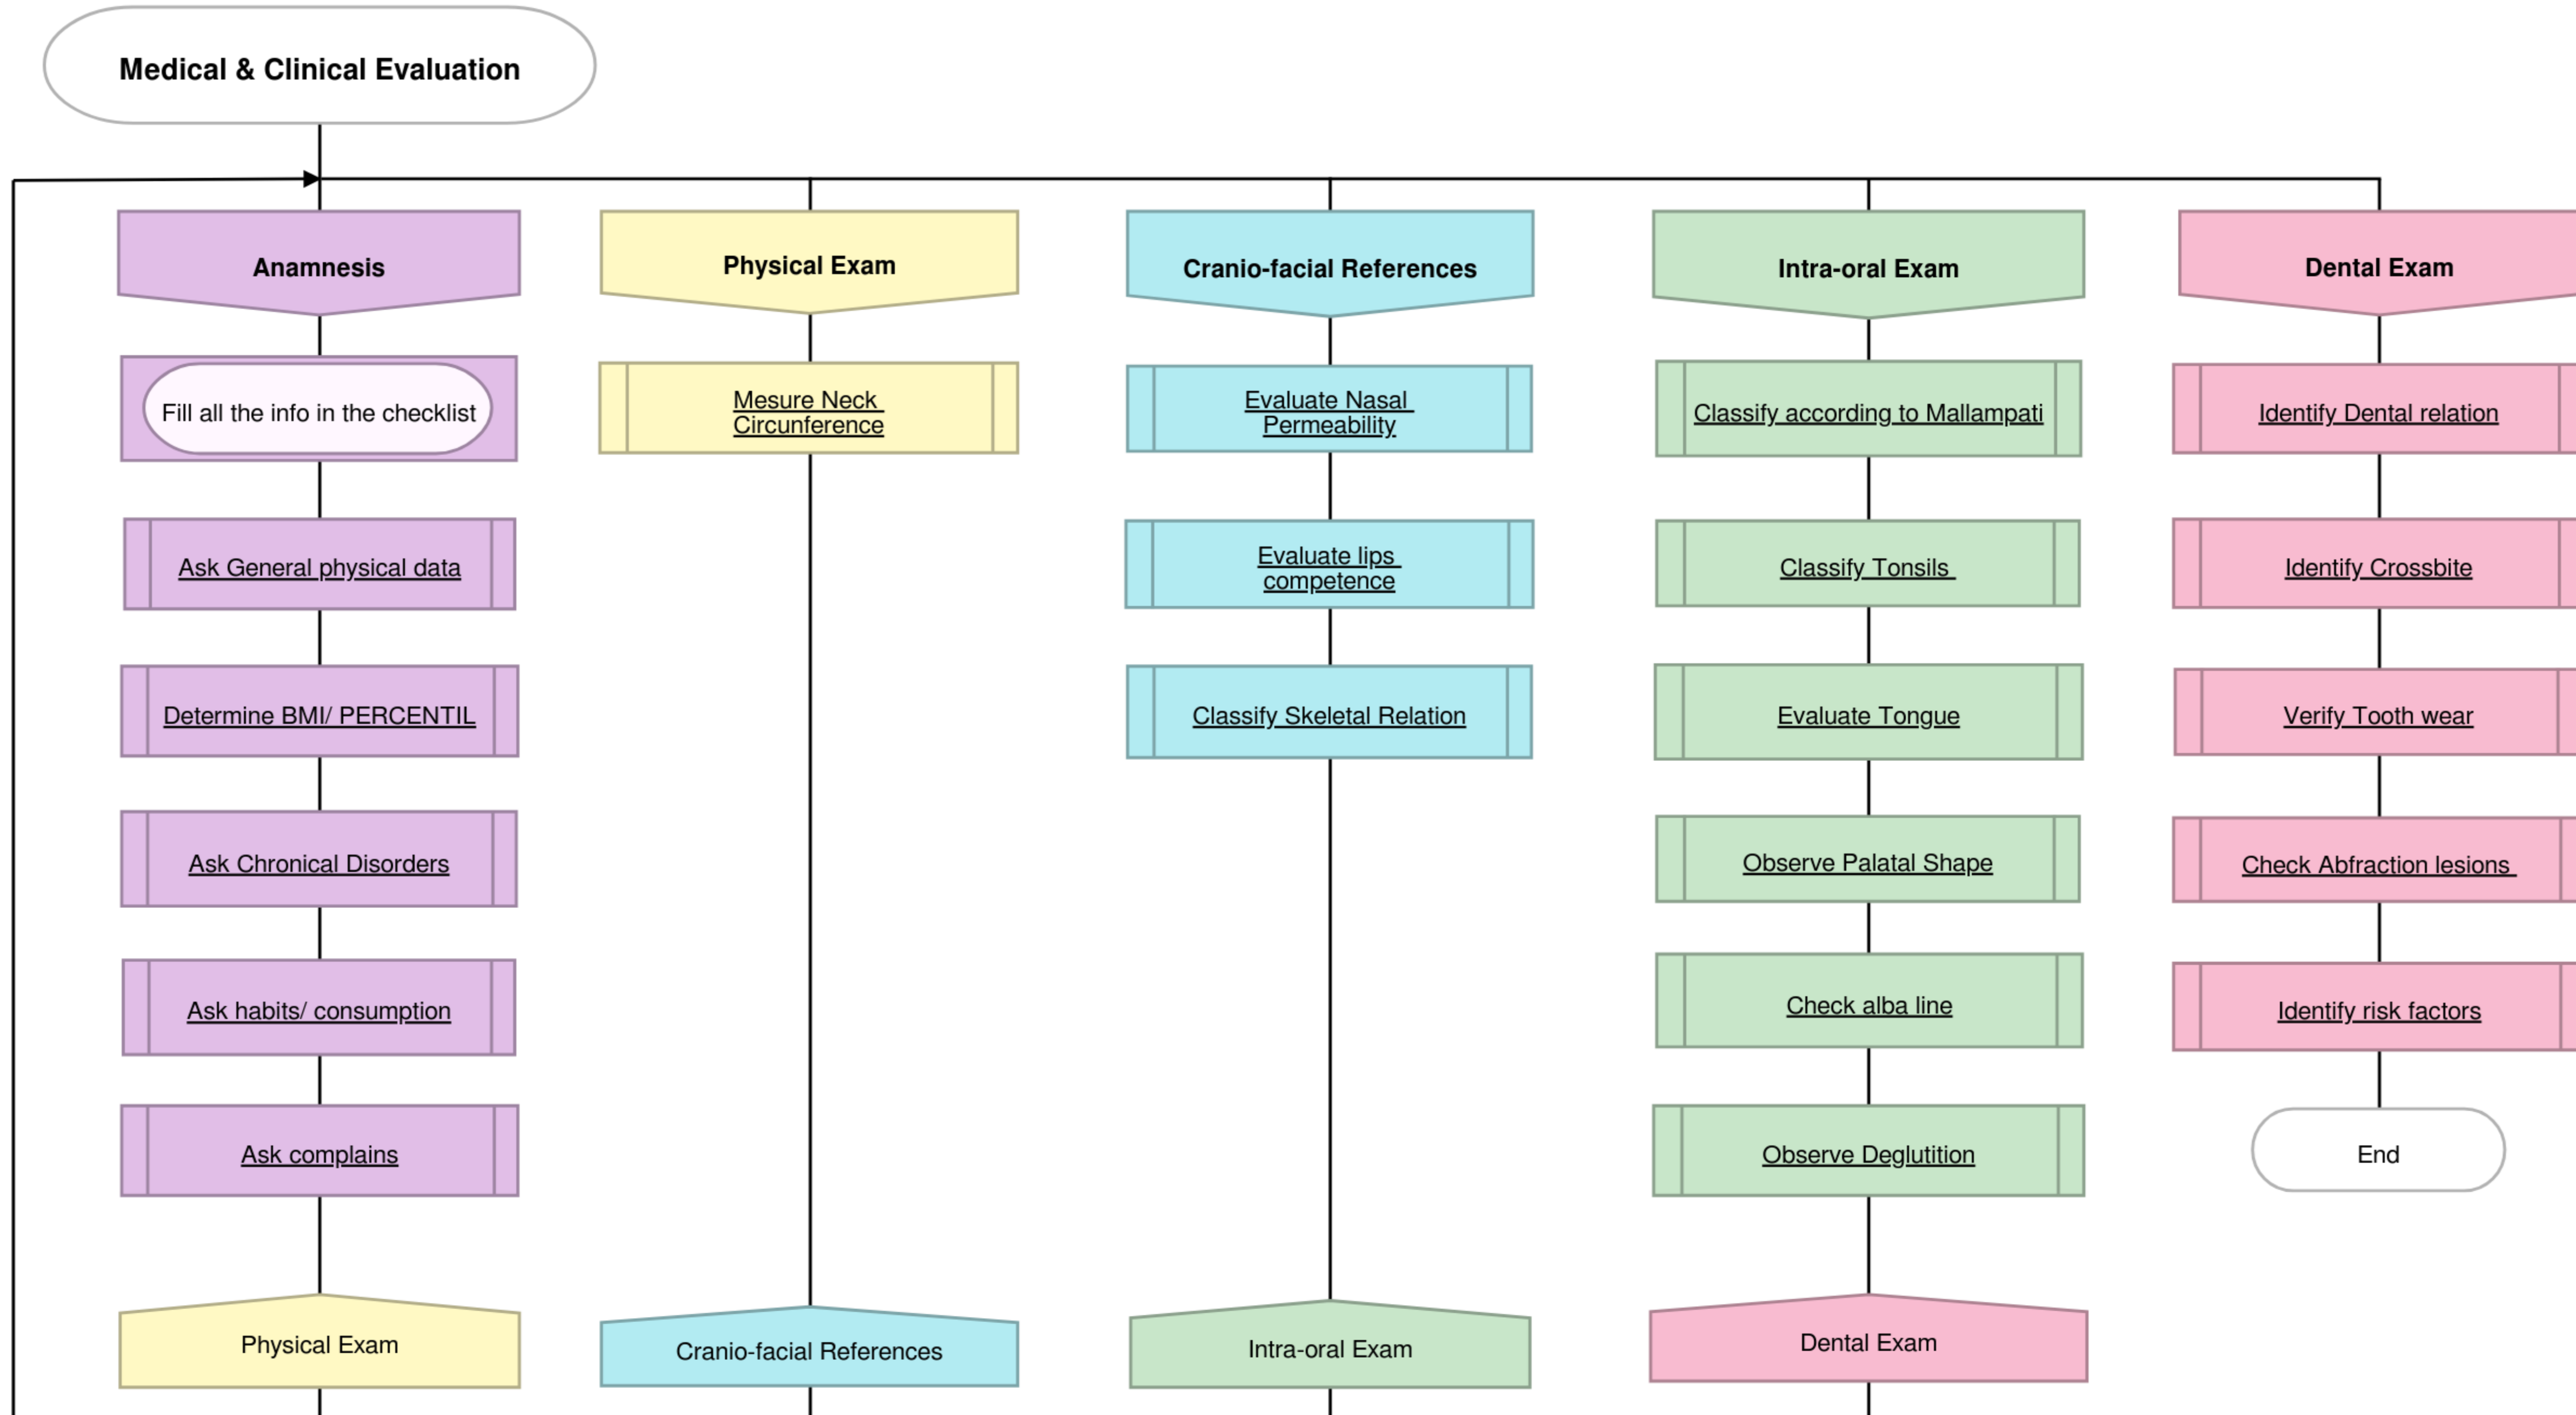 Medical & Clinical Evaluation
Anamnesis
Fill all the info in the checklist
Ask General physical data
Determine BMI/ PERCENTIL
Ask Chronical Disorders
Ask habits/ consumption
Ask complains
Physical Exam
Physical Exam
Mesure Neck
Circunference
Cranio-facial References
Cranio-facial References
Evaluate Nasal
Permeability
Evaluate lips
competence
Classify Skeletal Relation
Intra-oral Exam
Intra-oral Exam
Classify according to Mallampati
Classify Tonsils
Evaluate Tongue
Observe Palatal Shape
Check alba line
Observe Deglutition
Dental Exam
Dental Exam
Identify Dental relation
Identify Crossbite
Verify Tooth wear
Check Abfraction lesions
Identify risk factors
End